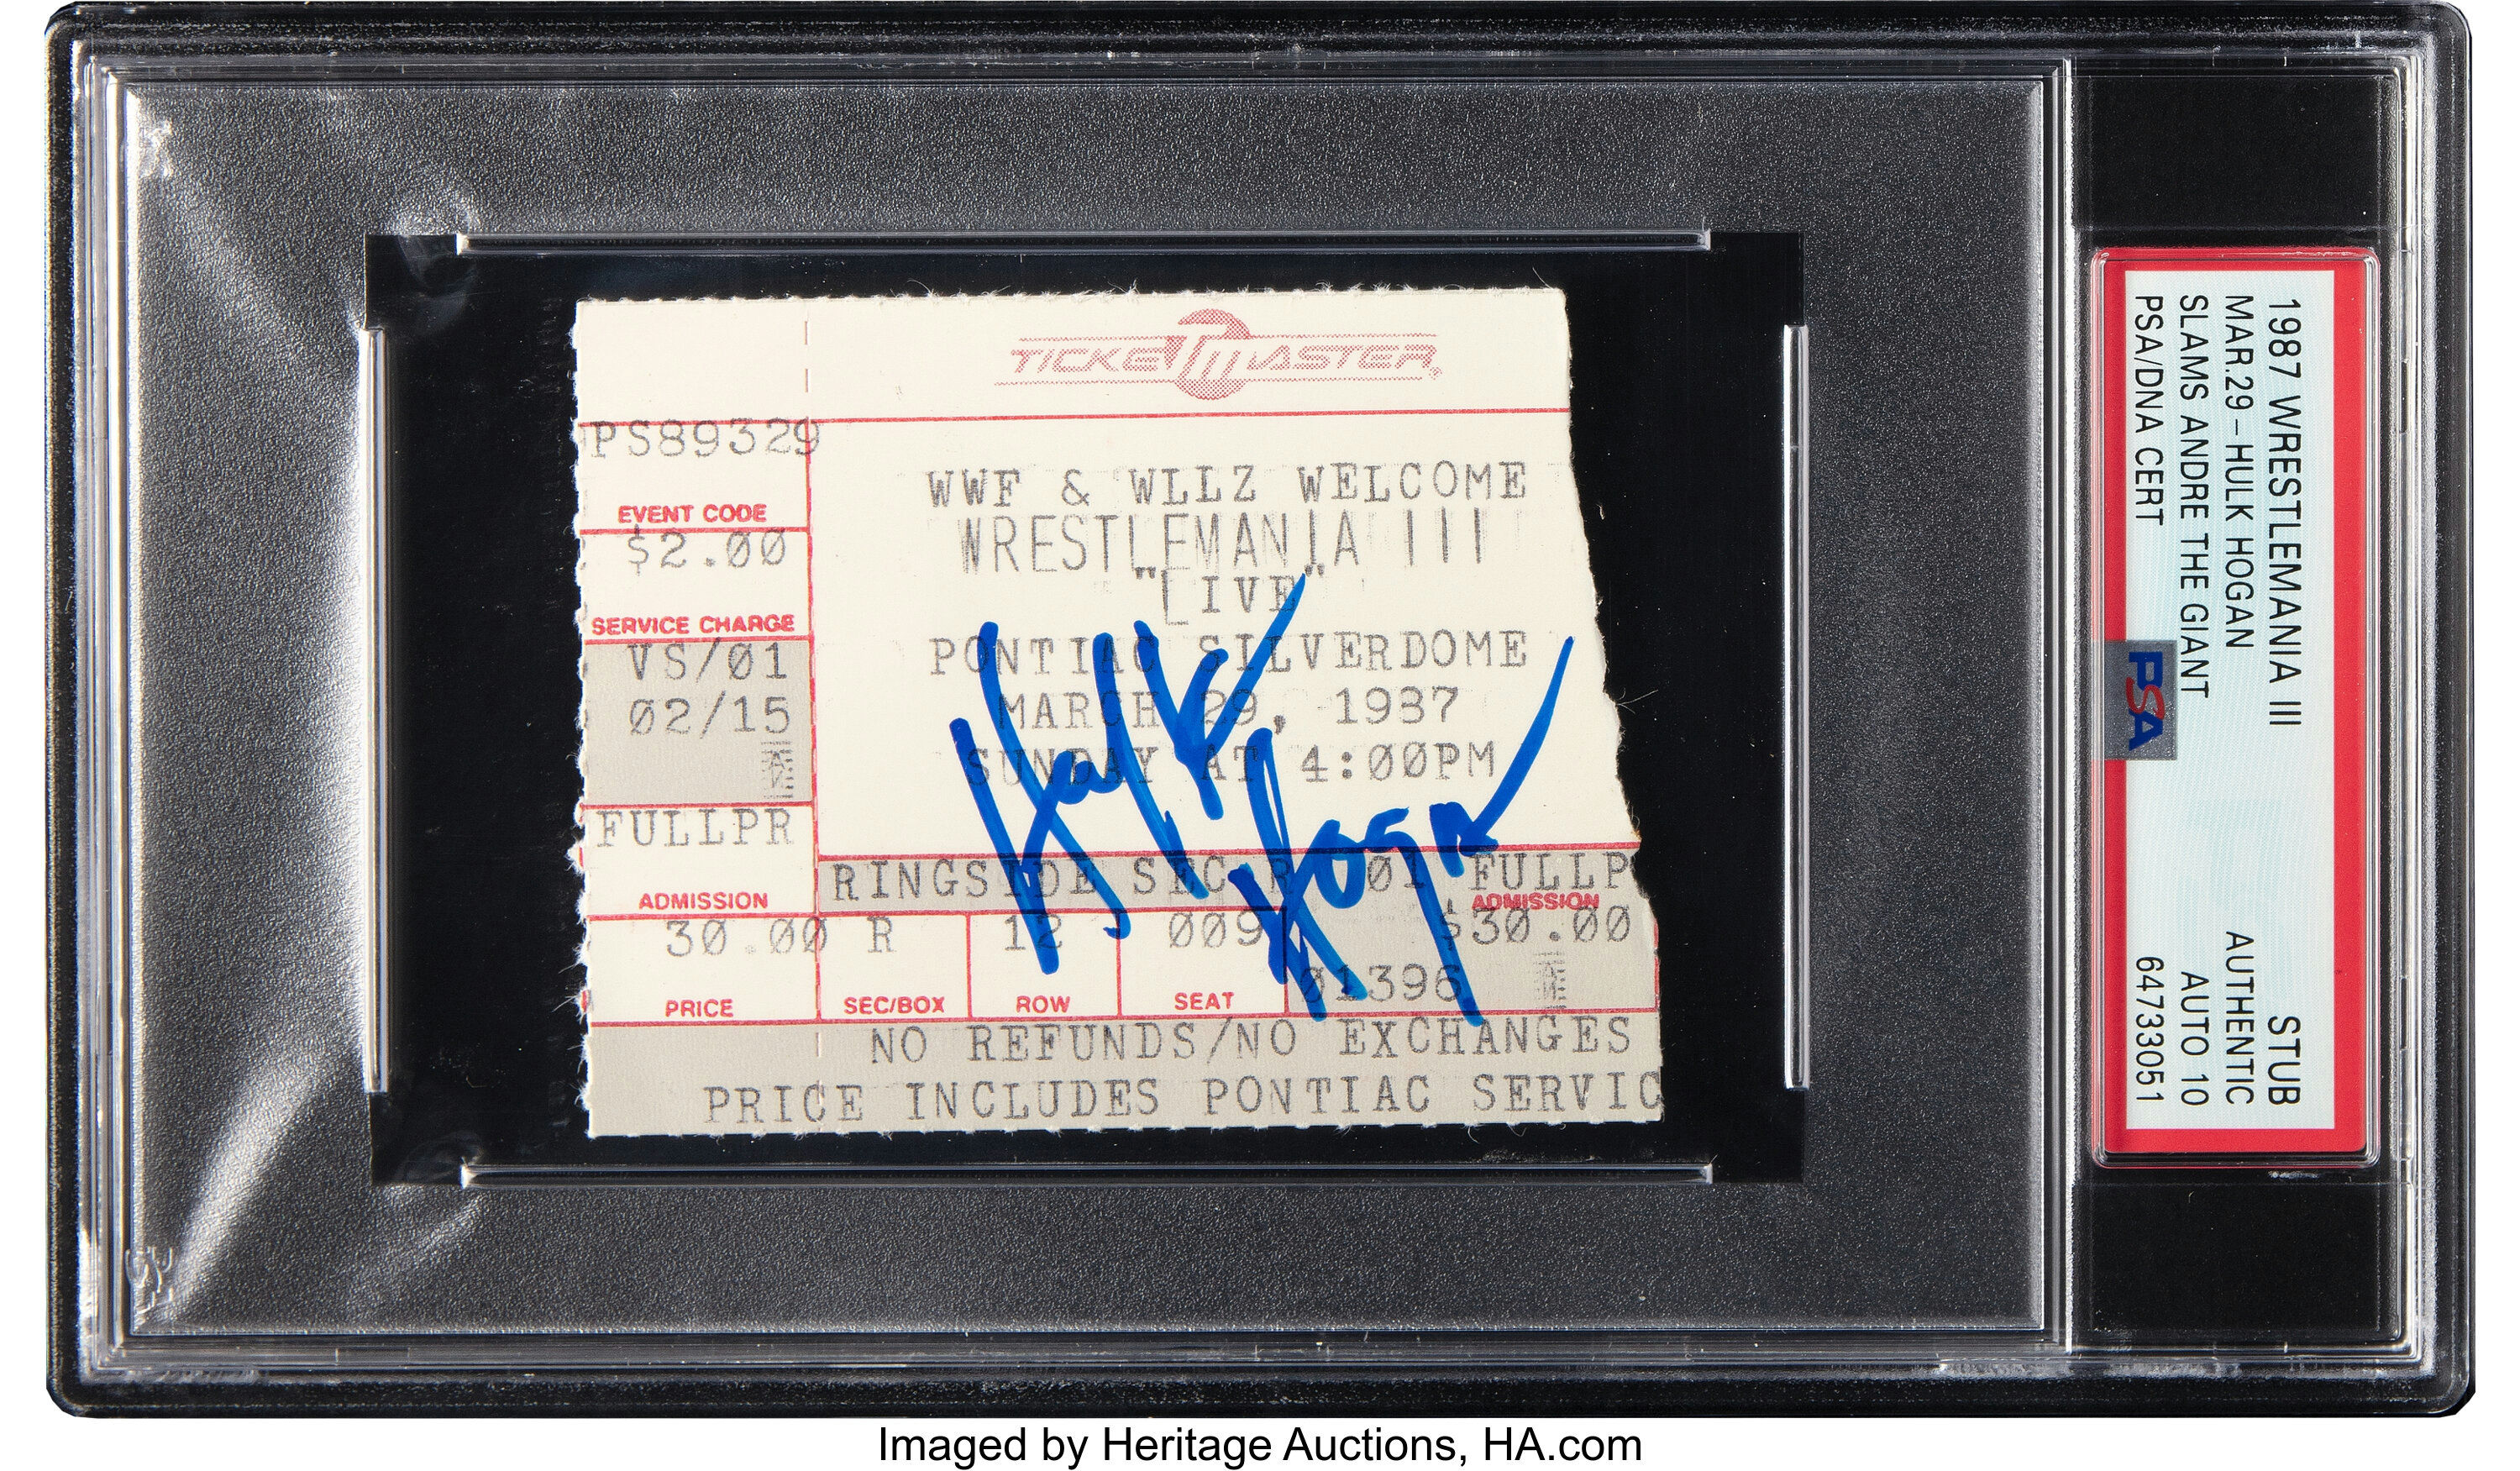 TICKETMASTER
PS89329
EVENT CODE
$2.00
SERVICE CHARGE
VS/01
02/15
FULLPR
ADMISSION
30.00
PRICE
WWF & WLLZ WELCOME
WRESTLEMANIA III
"LIVE"
PONTIAC SILVERDOME
MARCH 29, 1987
SUNDAY AT 4:00PM
Hulk Hogan
RINGSIDE SEC R 01 FULLP
ADMISSION
R 12 009 $30.00
01396
SEC/BOX ROW SEAT
NO REFUNDS/NO EXCHANGES
PRICE INCLUDES PONTIAC SERVIC
1987 WRESTLEMANIA III STUB
MAR.29-HULK HOGAN AUTHENTIC
SLAMS ANDRE THE GIANT AUTO 10
PSA/DNA CERT 64733051
PSA
Imaged by Heritage Auctions, HA.com